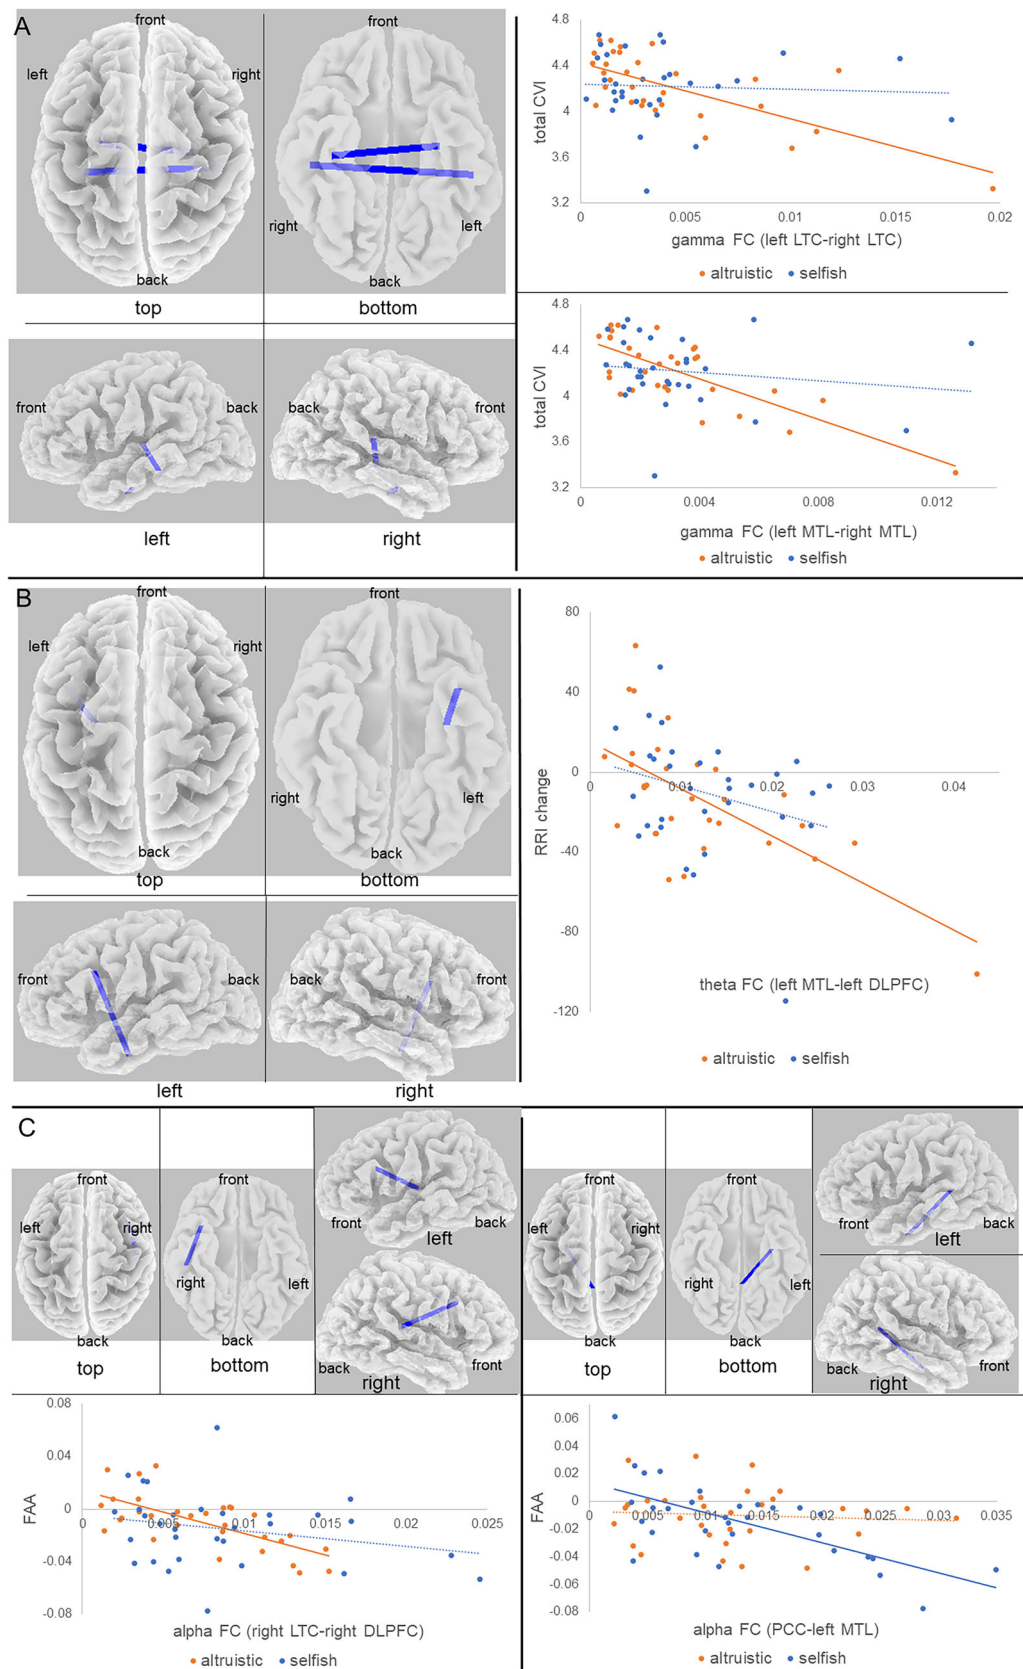 A
front
left
right
back
top
front
right
left
back
bottom
front
back
left
back
front
right
4.8
4.4
4
3.6
3.2
total CVI
0
0.005
0.01
0.015
0.02
gamma FC (left LTC-right LTC)
altruistic
selfish
4.8
4.4
4
3.6
3.2
total CVI
0
0.004
0.008
0.012
gamma FC (left MTL-right MTL)
altruistic
selfish
B
front
left
right
back
top
front
right
left
back
bottom
front
back
left
back
front
right
80
40
0
-40
-80
-120
RRI change
0
0.01
0.02
0.03
0.04
theta FC (left MTL-left DLPFC)
altruistic
selfish
C
front
left
right
back
top
front
right
left
back
bottom
front
back
left
back
front
right
front
left
right
back
top
front
right
left
back
bottom
front
back
left
back
front
right
0.08
0.04
0
-0.04
-0.08
FAA
0
0.005
0.01
0.015
0.02
0.025
alpha FC (right LTC-right DLPFC)
altruistic
selfish
0.06
0.04
0.02
0
-0.02
-0.04
-0.06
-0.08
FAA
0
0.005
0.01
0.015
0.02
0.025
0.03
0.035
alpha FC (PCC-left MTL)
altruistic
selfish